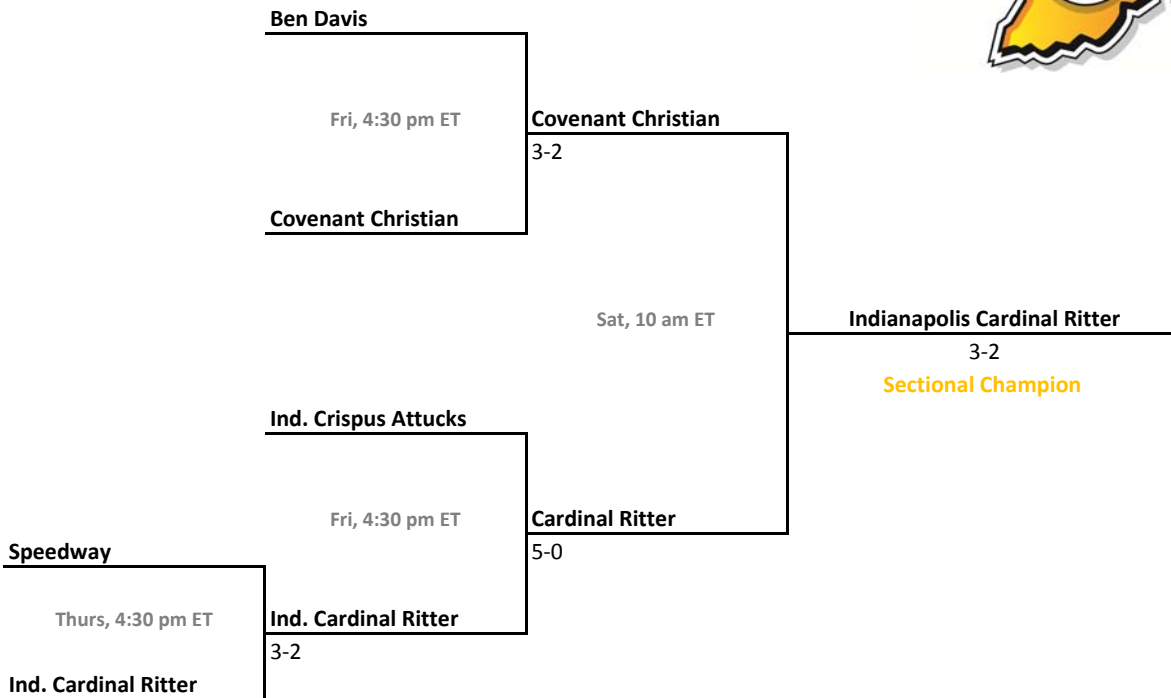 Ben Davis
Fri, 4:30 pm ET
Covenant Christian
3-2
Covenant Christian
Sat, 10 am ET
Indianapolis Cardinal Ritter
3-2
Sectional Champion
Ind. Crispus Attucks
Fri, 4:30 pm ET
Cardinal Ritter
5-0
Speedway
Thurs, 4:30 pm ET
Ind. Cardinal Ritter
3-2
Ind. Cardinal Ritter